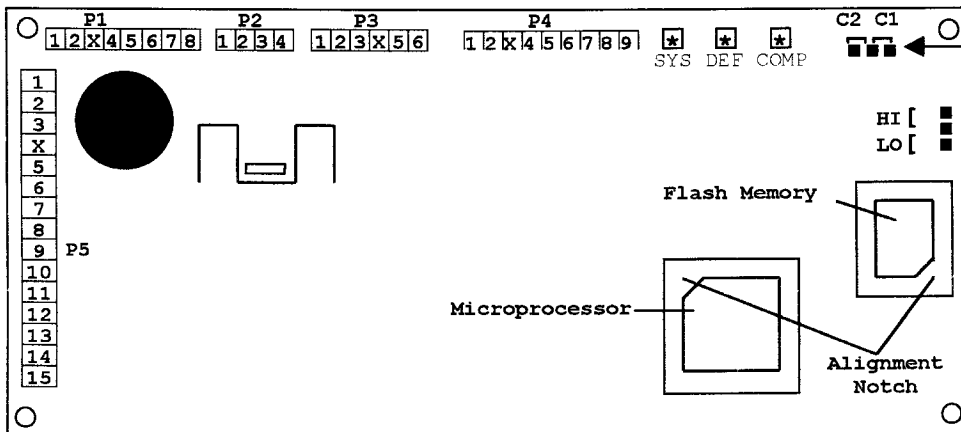 P1 P2 P3 P4 C2 C1
1 2 X 4 5 6 7 8 1 2 3 4 1 2 3 X 5 6 1 2 X 4 5 6 7 8 9 * * *
SYS DEF COMP
1
2
3
X
5
6
7
8
9 P5
10
11
12
13
14
15
HI [
LO [
Flash Memory
Microprocessor
Alignment
Notch